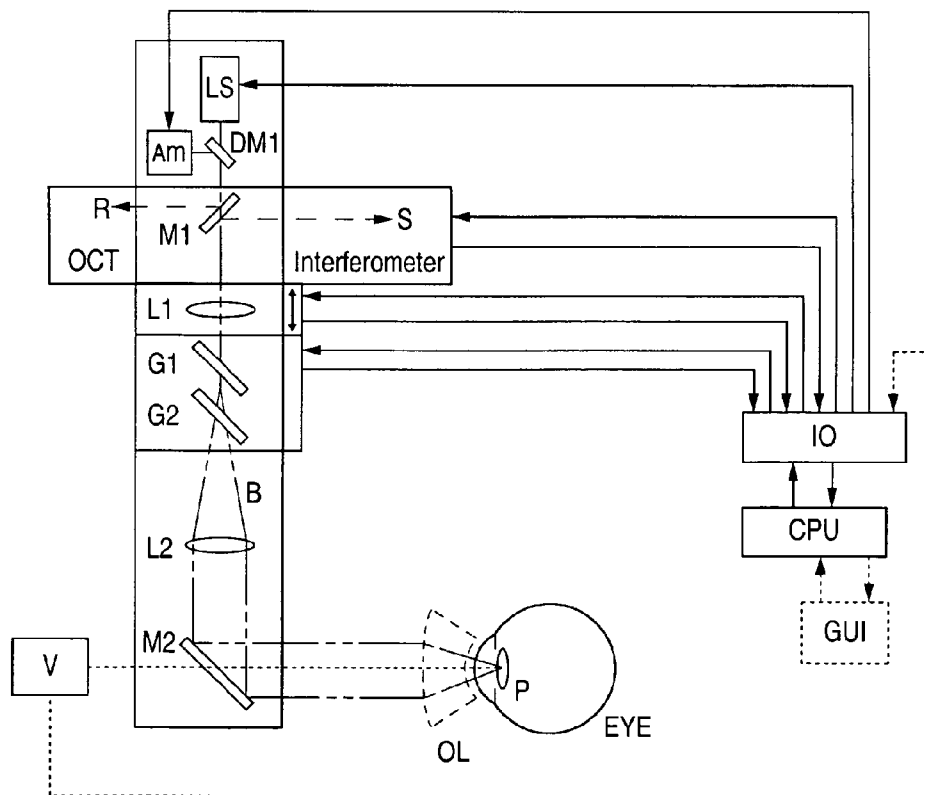 LS
DM1
Am
R
M1
S
OCT
Interferometer
L1
G1
G2
IO
B
CPU
L2
GUI
M2
V
P
EYE
OL